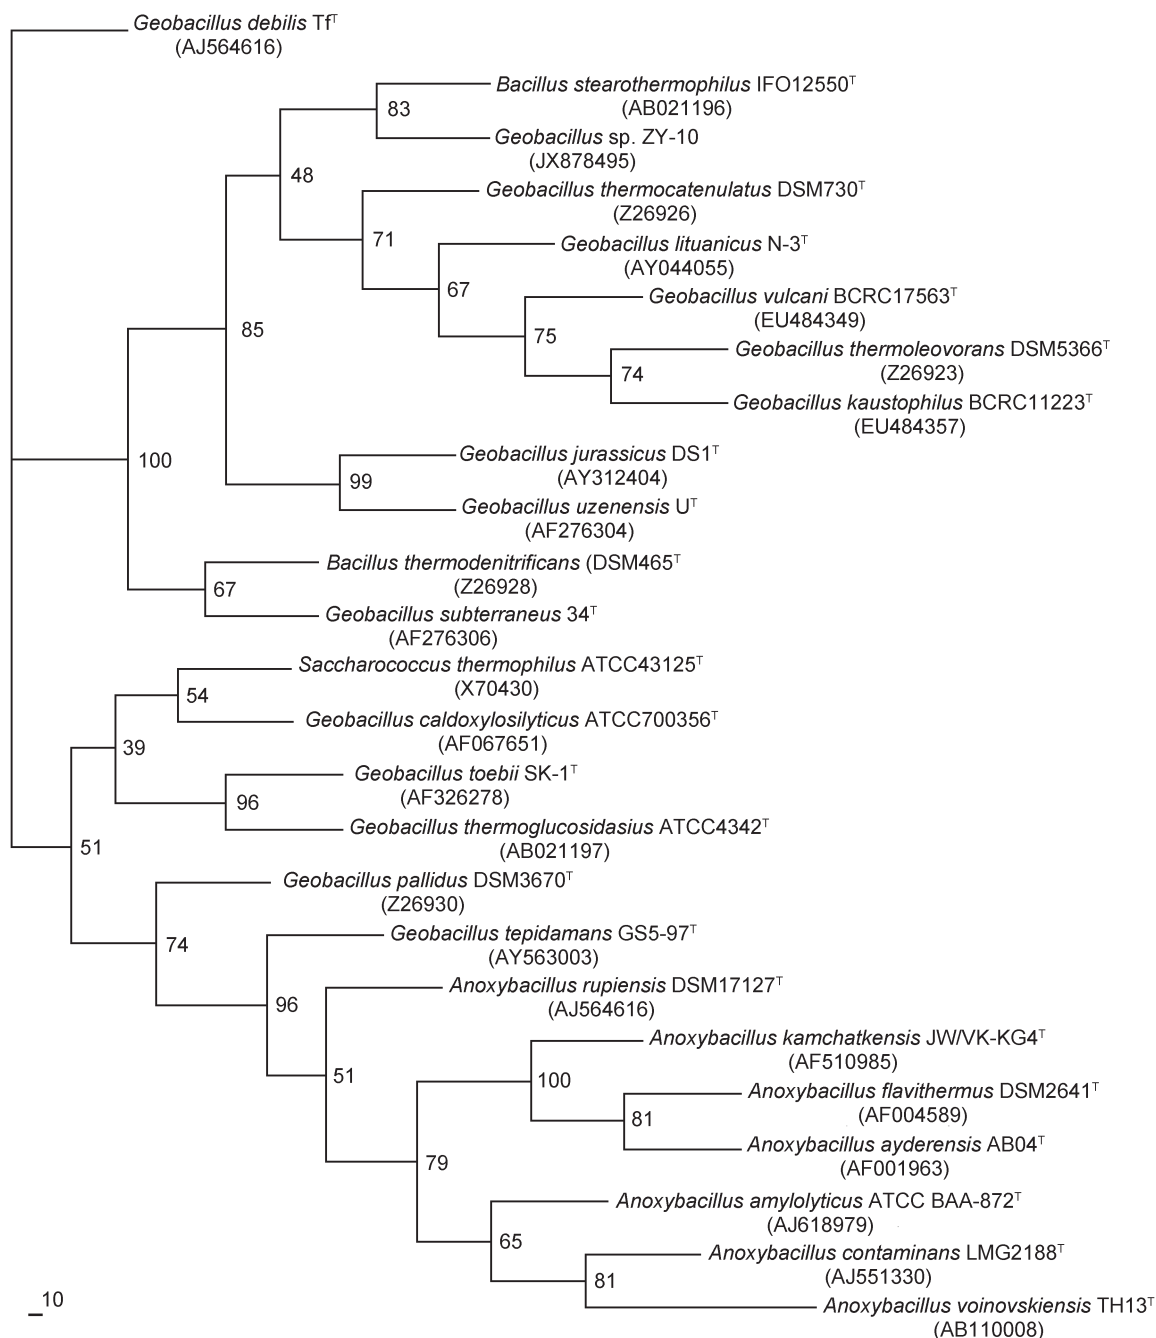 Geobacillus debilis Tfᵀ
(AJ564616)
Bacillus stearothermophilus IFO12550ᵀ
83
(AB021196)
Geobacillus sp. ZY-10
(JX878495)
48
Geobacillus thermocatenulatus DSM730ᵀ
(Z26926)
71
Geobacillus lituanicus N-3ᵀ
(AY044055)
67
Geobacillus vulcani BCRC17563ᵀ
(EU484349)
85
75
Geobacillus thermoleovorans DSM5366ᵀ
(Z26923)
74
Geobacillus kaustophilus BCRC11223ᵀ
(EU484357)
100
Geobacillus jurassicus DS1ᵀ
(AY312404)
99
Geobacillus uzenensis Uᵀ
(AF276304)
Bacillus thermodenitrificans (DSM465ᵀ
(Z26928)
67
Geobacillus subterraneus 34ᵀ
(AF276306)
Saccharococcus thermophilus ATCC43125ᵀ
(X70430)
54
Geobacillus caldoxylosilyticus ATCC700356ᵀ
(AF067651)
39
Geobacillus toebii SK-1ᵀ
(AF326278)
96
Geobacillus thermoglucosidasius ATCC4342ᵀ
(AB021197)
51
Geobacillus pallidus DSM3670ᵀ
(Z26930)
74
Geobacillus tepidamans GS5-97ᵀ
(AY563003)
96
Anoxybacillus rupiensis DSM17127ᵀ
(AJ564616)
51
Anoxybacillus kamchatkensis JW/VK-KG4ᵀ
(AF510985)
100
Anoxybacillus flavithermus DSM2641ᵀ
(AF004589)
81
Anoxybacillus ayderensis AB04ᵀ
(AF001963)
79
Anoxybacillus amylolyticus ATCC BAA-872ᵀ
(AJ618979)
65
Anoxybacillus contaminans LMG2188ᵀ
(AJ551330)
81
Anoxybacillus voinovskiensis TH13ᵀ
(AB110008)
10